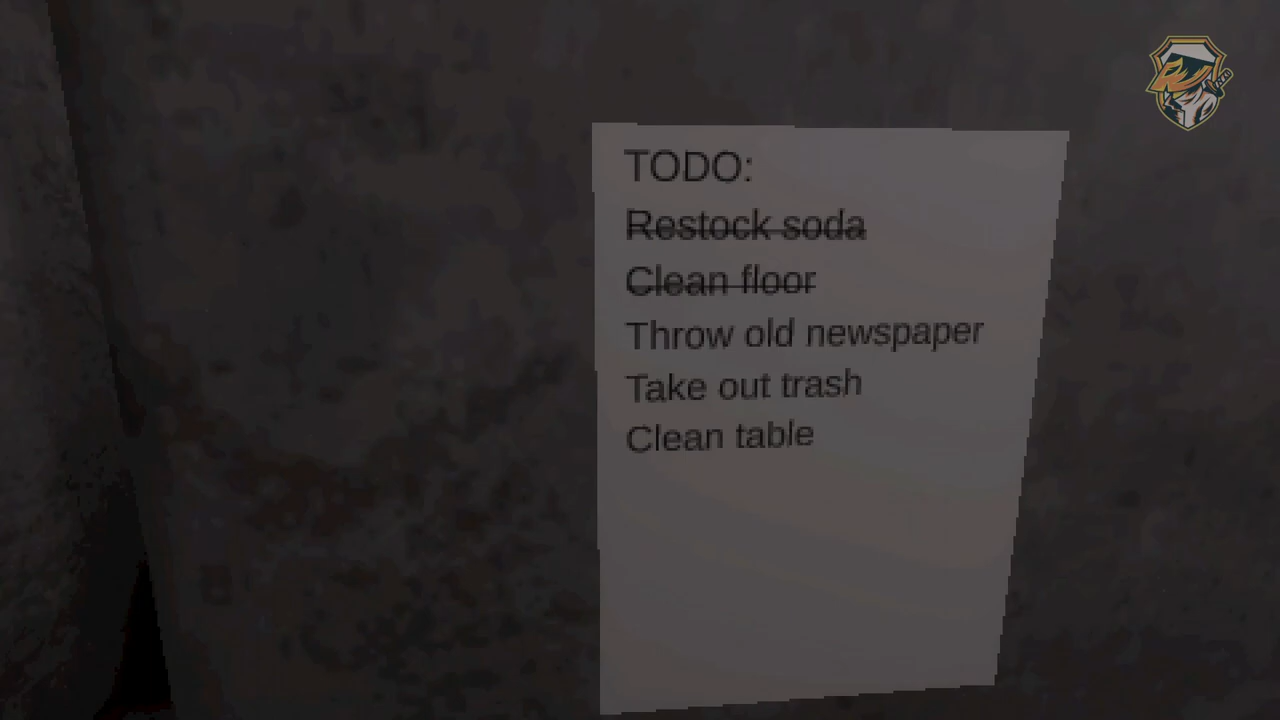 TODO:
Restock soda
Clean floor
Throw old newspaper
Take out trash
Clean table